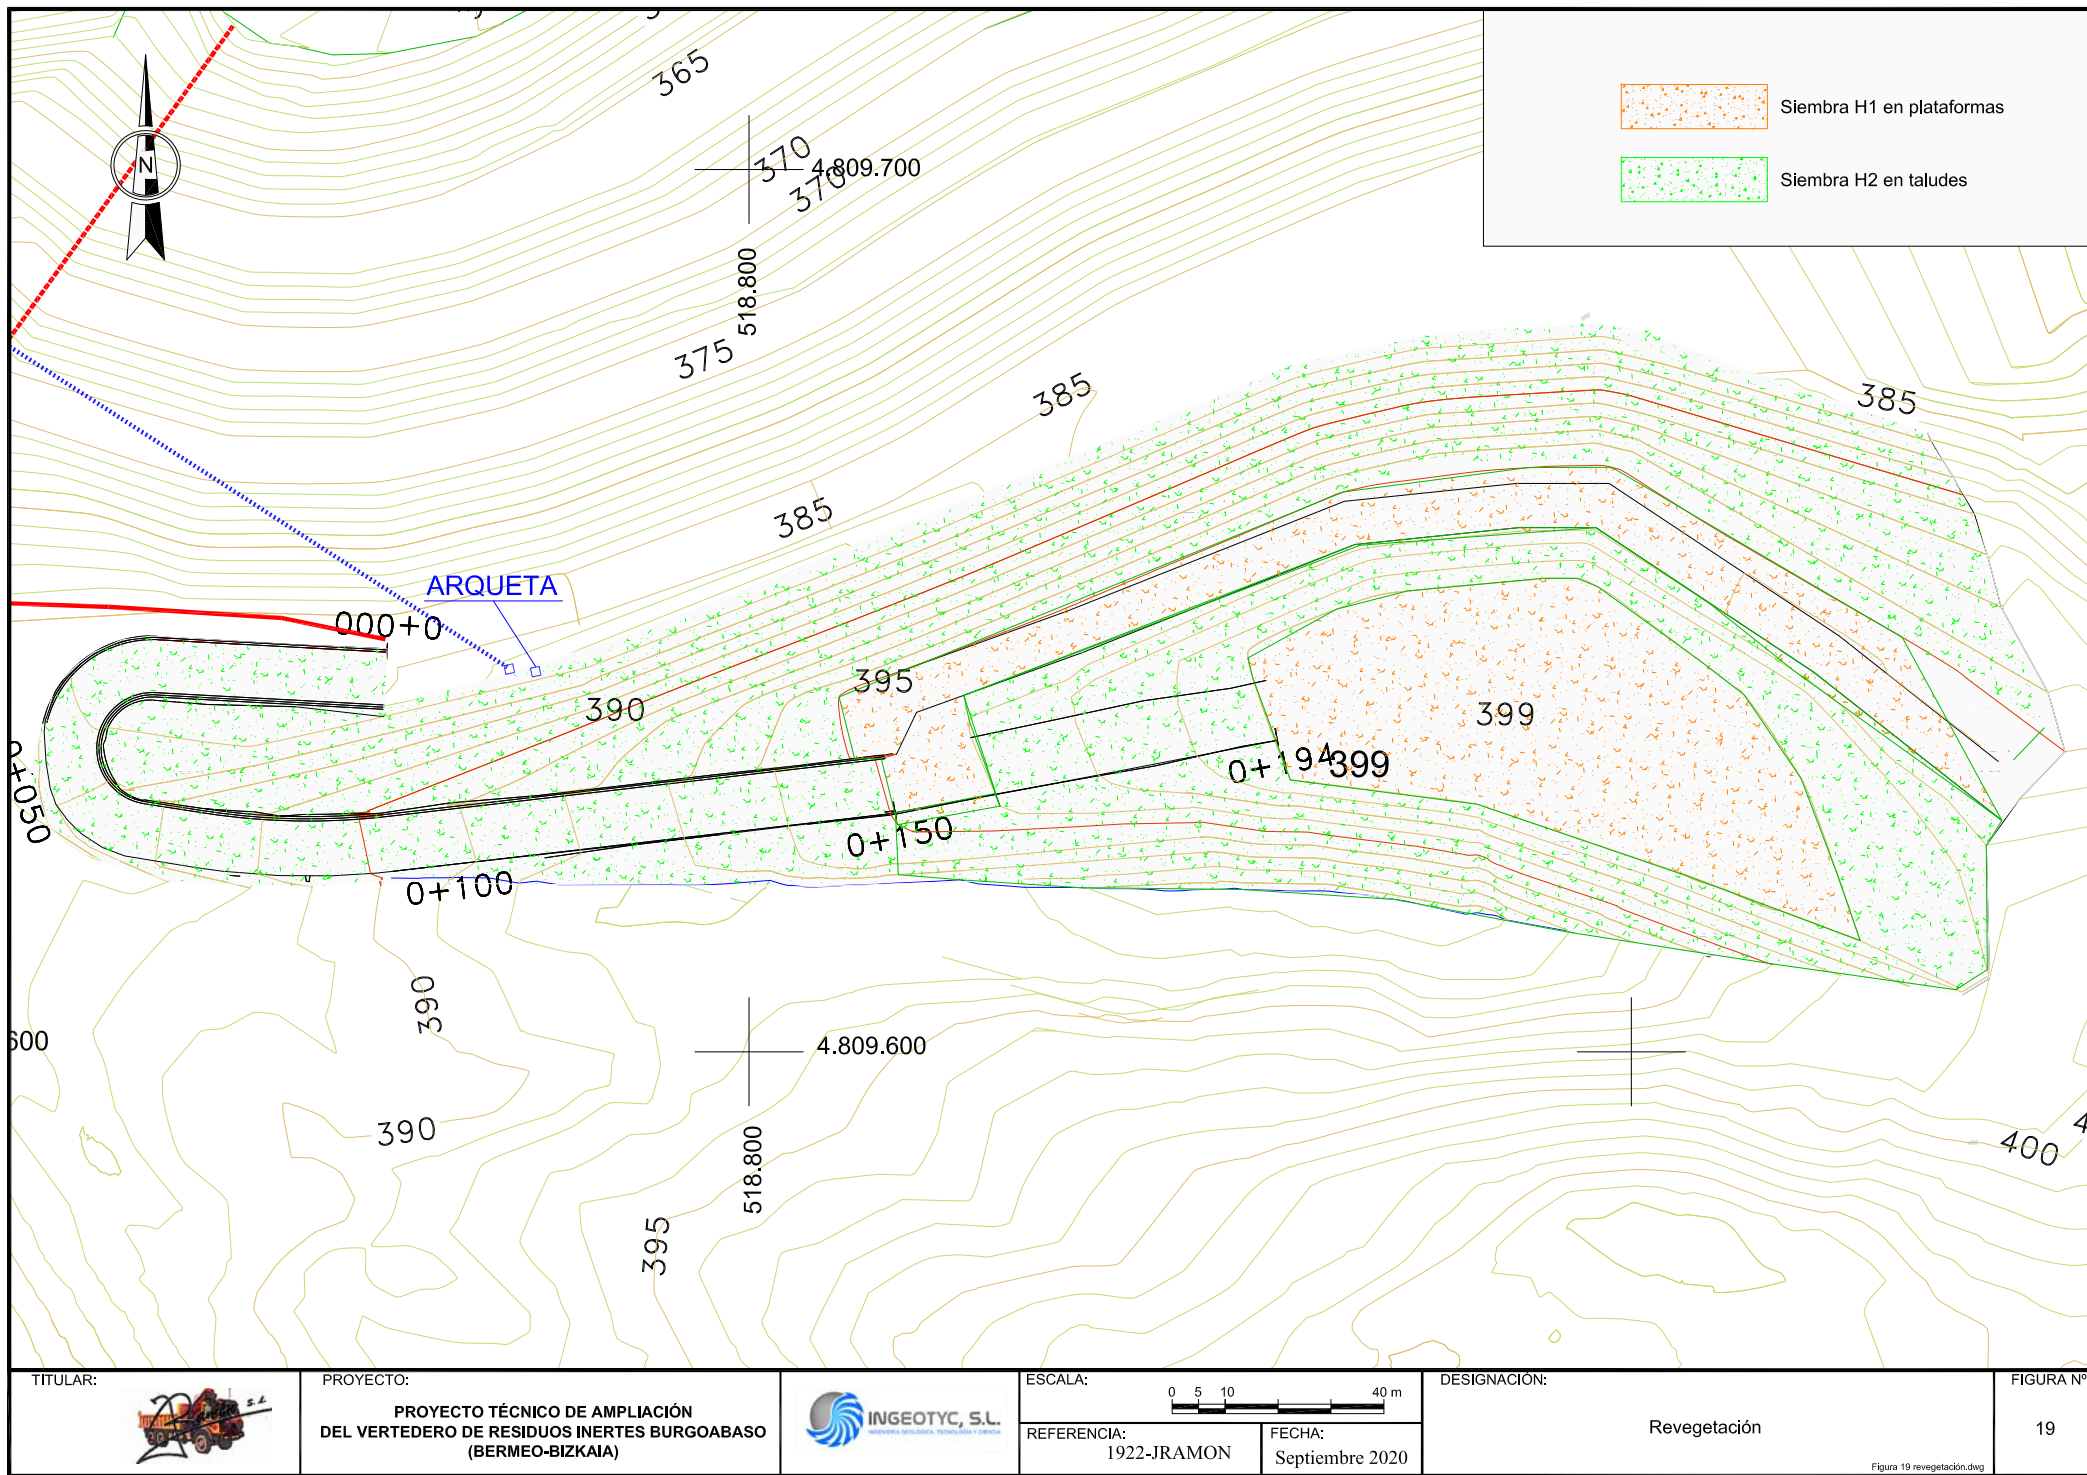 365
370
370
4.809.700
518.800
375
385
385
385
N
Siembra H1 en plataformas
Siembra H2 en taludes
ARQUETA
000+0
0+050
390
395
399
0+194
399
0+150
0+100
390
600
4.809.600
390
518.800
395
400
TITULAR:
S.L
PROYECTO:
PROYECTO TÉCNICO DE AMPLIACIÓN
DEL VERTEDERO DE RESIDUOS INERTES BURGOABASO
(BERMEO-BIZKAIA)
INGEOTYC, S.L.
INGENIERÍA GEOLÓGICA, TECNOLOGÍA Y CIENCIA
ESCALA:
0 5 10 40 m
REFERENCIA:
1922-JRAMON
FECHA:
Septiembre 2020
DESIGNACIÓN:
Revegetación
Figura 19 revegetación.dwg
FIGURA Nº
19